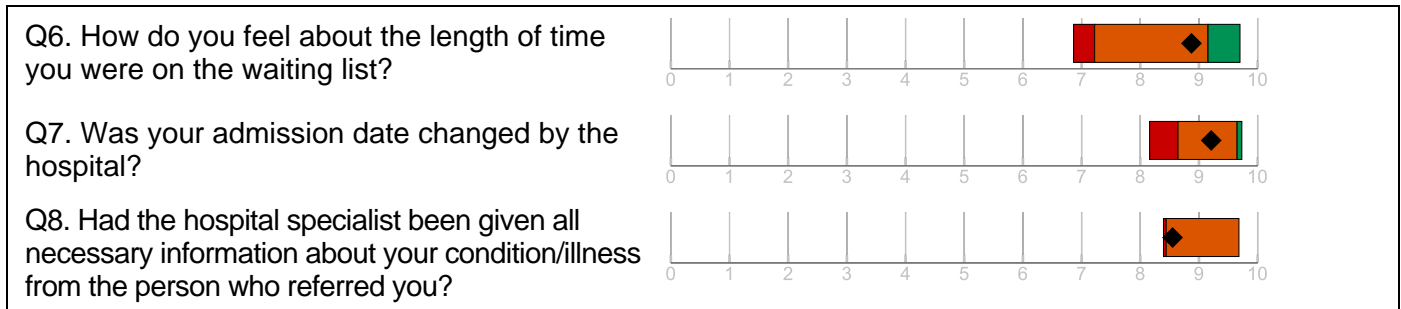 Q6. How do you feel about the length of time
you were on the waiting list?
0 1 2 3 4 5 6 7 8 9 10
Q7. Was your admission date changed by the
hospital?
0 1 2 3 4 5 6 7 8 9 10
Q8. Had the hospital specialist been given all
necessary information about your condition/illness
from the person who referred you?
0 1 2 3 4 5 6 7 8 9 10